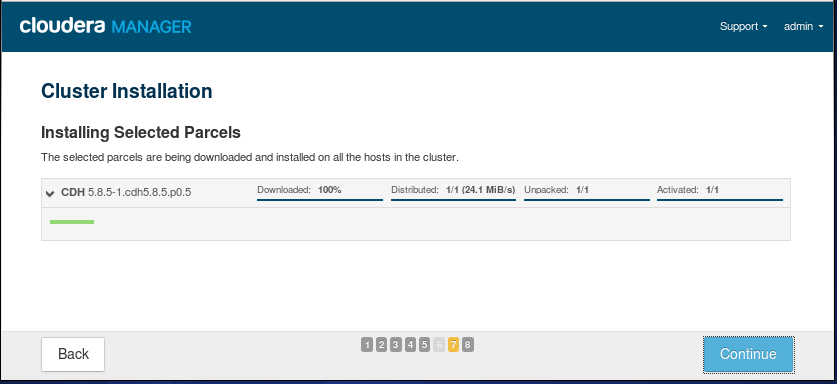 cloudera MANAGER
Support admin
Cluster Installation
Installing Selected Parcels
The selected parcels are being downloaded and installed on all the hosts in the cluster.
CDH 5.8.5-1.cdh5.8.5.p0.5 Downloaded: 100% Distributed: 1/1 (24.1 MiB/s) Unpacked: 1/1 Activated: 1/1
Back 1 2 3 4 5 6 7 8 Continue